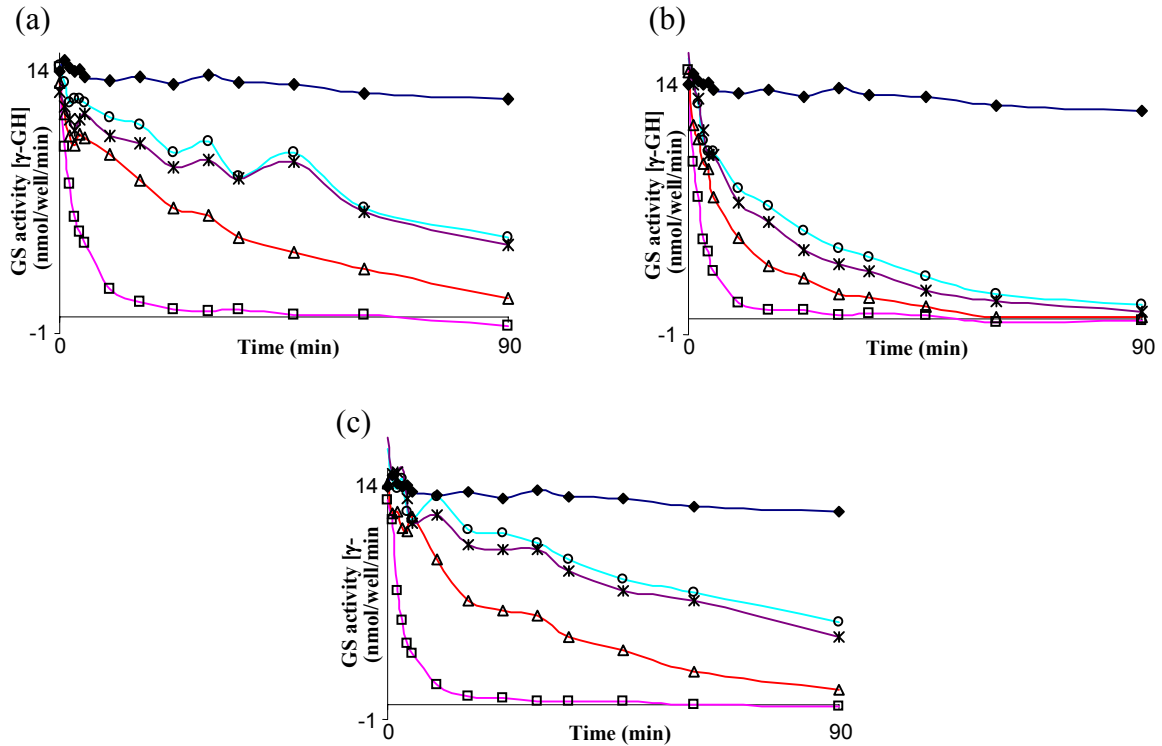 (a)
14
GS activity [γ-GH]
(nmol/well/min)
-1
0
Time (min)
90
(b)
14
GS activity [γ-GH]
(nmol/well/min)
-1
0
Time (min)
90
(c)
14
GS activity [γ-
(nmol/well/min
-1
0
Time (min)
90